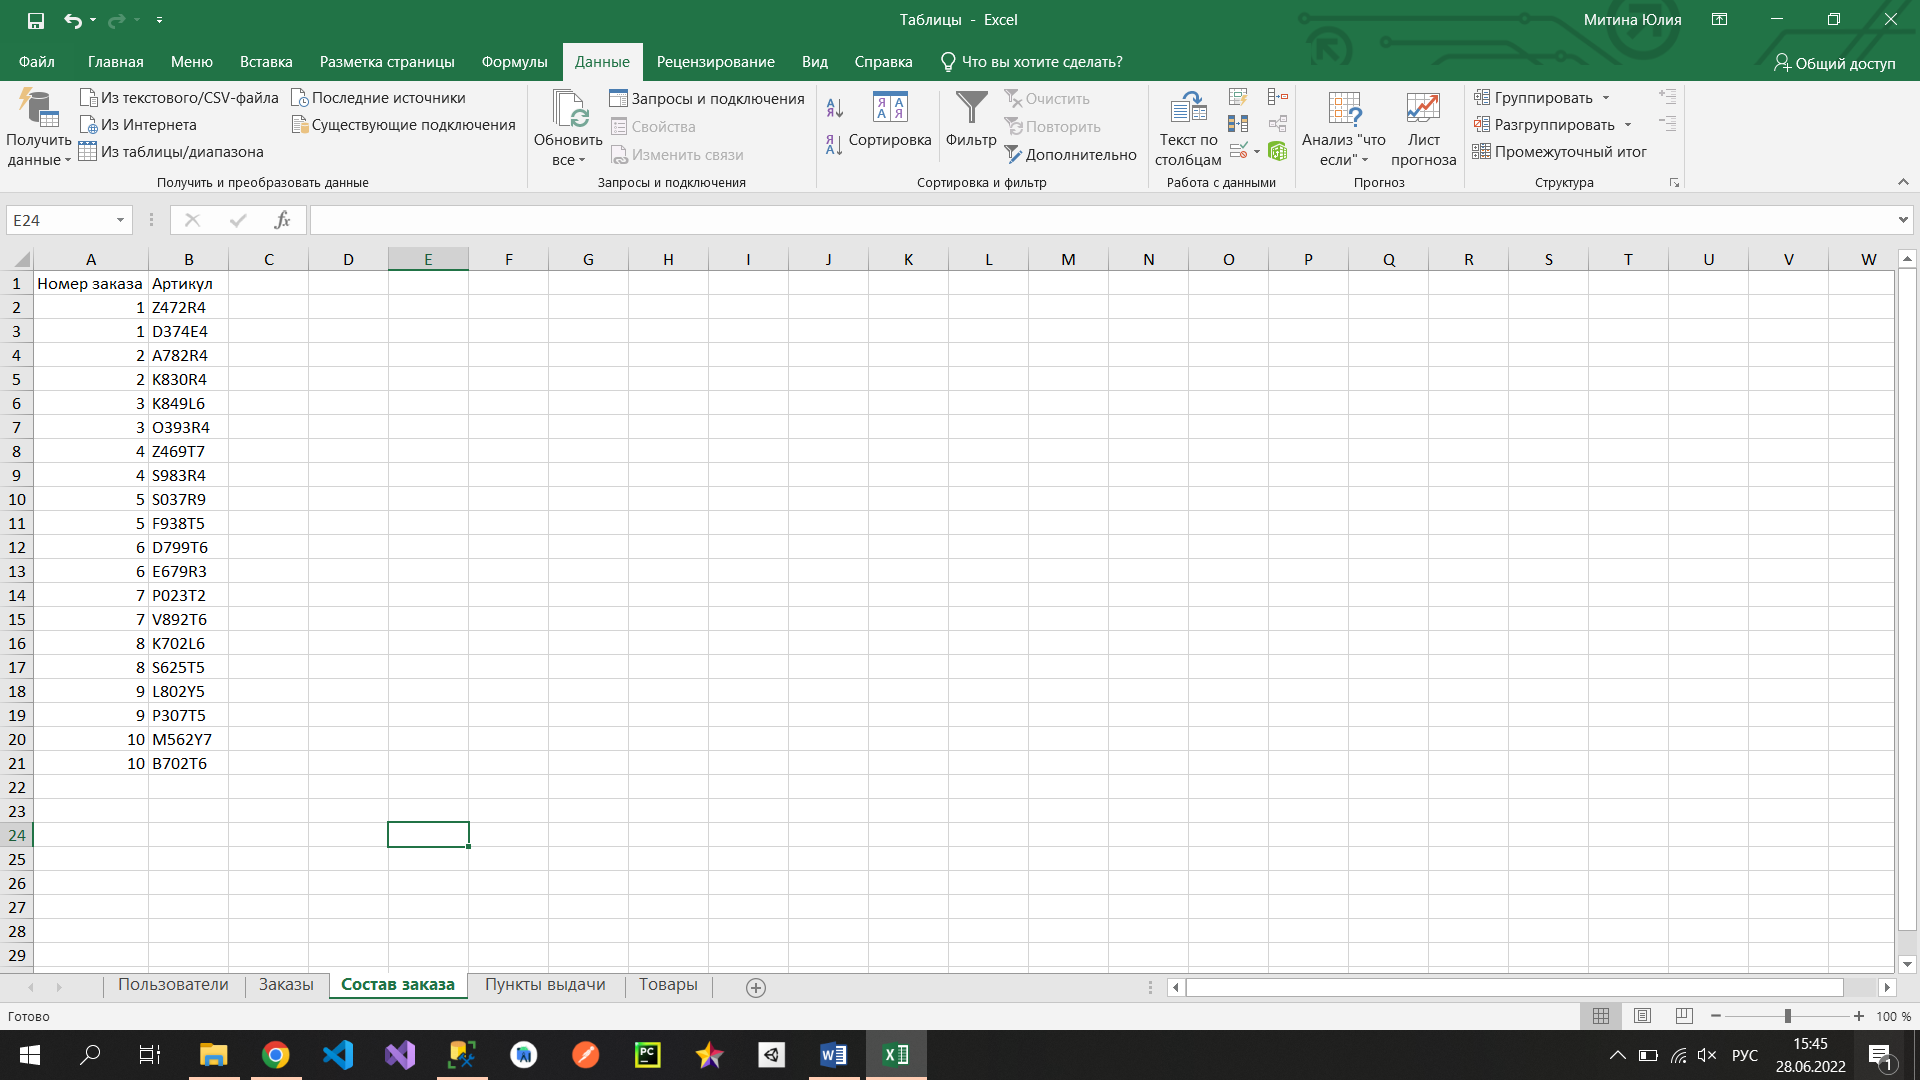 Таблицы - Excel
Митина Юлия
Файл Главная Меню Вставка Разметка страницы Формулы Данные Рецензирование Вид Справка Что вы хотите сделать? Общий доступ
Получить данные
Из текстового/CSV-файла
Из Интернета
Из таблицы/диапазона
Последние источники
Существующие подключения
Получить и преобразовать данные
Обновить все
Запросы и подключения
Свойства
Изменить связи
Запросы и подключения
Сортировка
Фильтр
Очистить
Повторить
Дополнительно
Сортировка и фильтр
Текст по столбцам
Работа с данными
Анализ "что если"
Лист прогноза
Прогноз
Группировать
Разгруппировать
Промежуточный итог
Структура
E24
fx
A B C D E F G H I J K L M N O P Q R S T U V W
1 Номер заказа Артикул
2 1 Z472R4
3 1 D374E4
4 2 A782R4
5 2 K830R4
6 3 K849L6
7 3 O393R4
8 4 Z469T7
9 4 S983R4
10 5 S037R9
11 5 F938T5
12 6 D799T6
13 6 E679R3
14 7 P023T2
15 7 V892T6
16 8 K702L6
17 8 S625T5
18 9 L802Y5
19 9 P307T5
20 10 M562Y7
21 10 B702T6
22
23
24
25
26
27
28
29
Пользователи Заказы Состав заказа Пункты выдачи Товары
Готово
100 %
РУС
15:45
28.06.2022
1